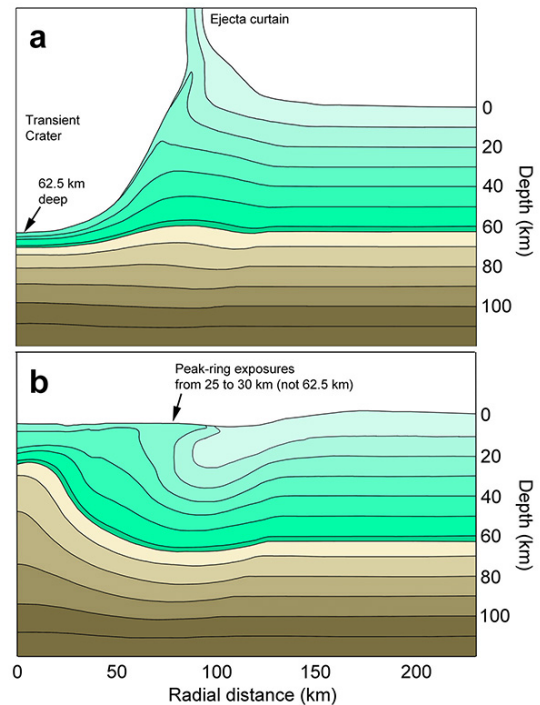 a
Ejecta curtain
Transient
Crater
62.5 km
deep
0
20
40
60
80
100
Depth (km)
b
Peak-ring exposures
from 25 to 30 km (not 62.5 km)
0
20
40
60
80
100
Depth (km)
0 50 100 150 200
Radial distance (km)